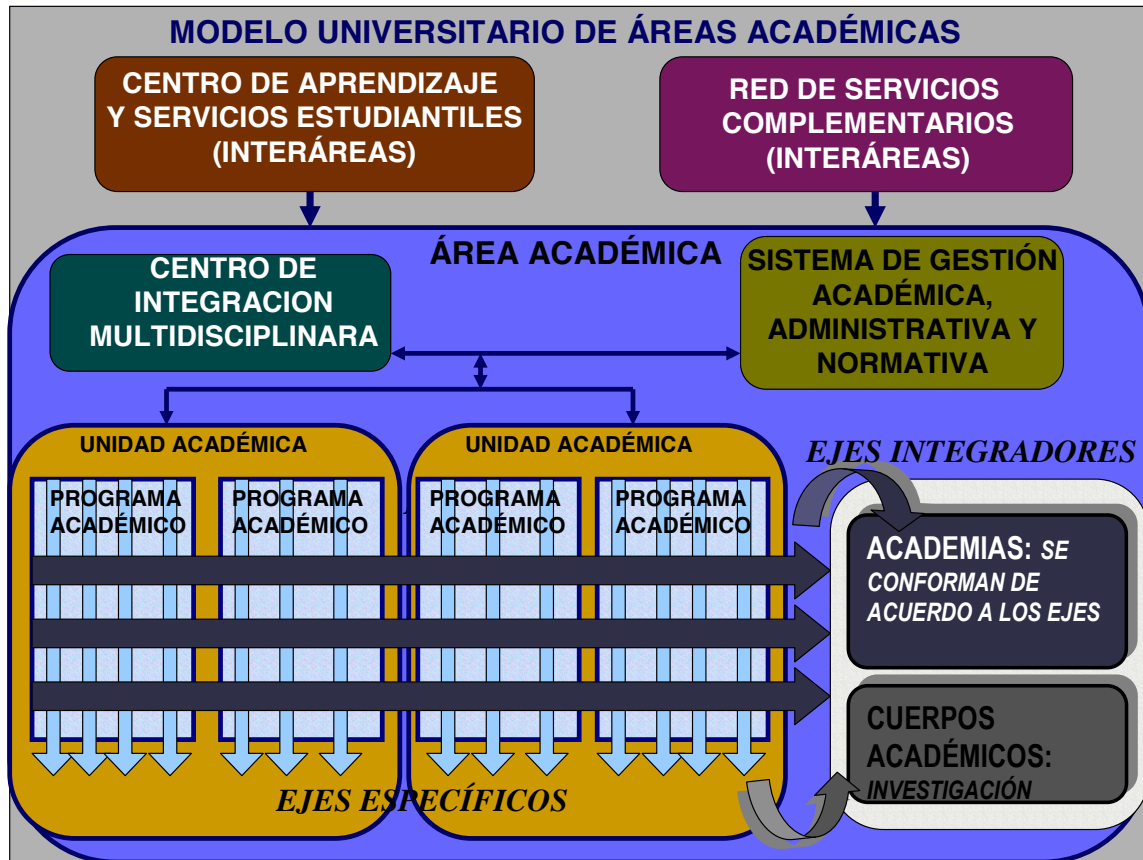 MODELO UNIVERSITARIO DE ÁREAS ACADÉMICAS
CENTRO DE APRENDIZAJE
Y SERVICIOS ESTUDIANTILES
(INTERÁREAS)
RED DE SERVICIOS
COMPLEMENTARIOS
(INTERÁREAS)
ÁREA ACADÉMICA
CENTRO DE
INTEGRACION
MULTIDISCIPLINARA
SISTEMA DE GESTIÓN
ACADÉMICA,
ADMINISTRATIVA Y
NORMATIVA
UNIDAD ACADÉMICA
UNIDAD ACADÉMICA
EJES INTEGRADORES
PROGRAMA
ACADÉMICO
PROGRAMA
ACADÉMICO
PROGRAMA
ACADÉMICO
PROGRAMA
ACADÉMICO
ACADEMIAS: SE
CONFORMAN DE
ACUERDO A LOS EJES
CUERPOS
ACADÉMICOS:
INVESTIGACIÓN
EJES ESPECÍFICOS